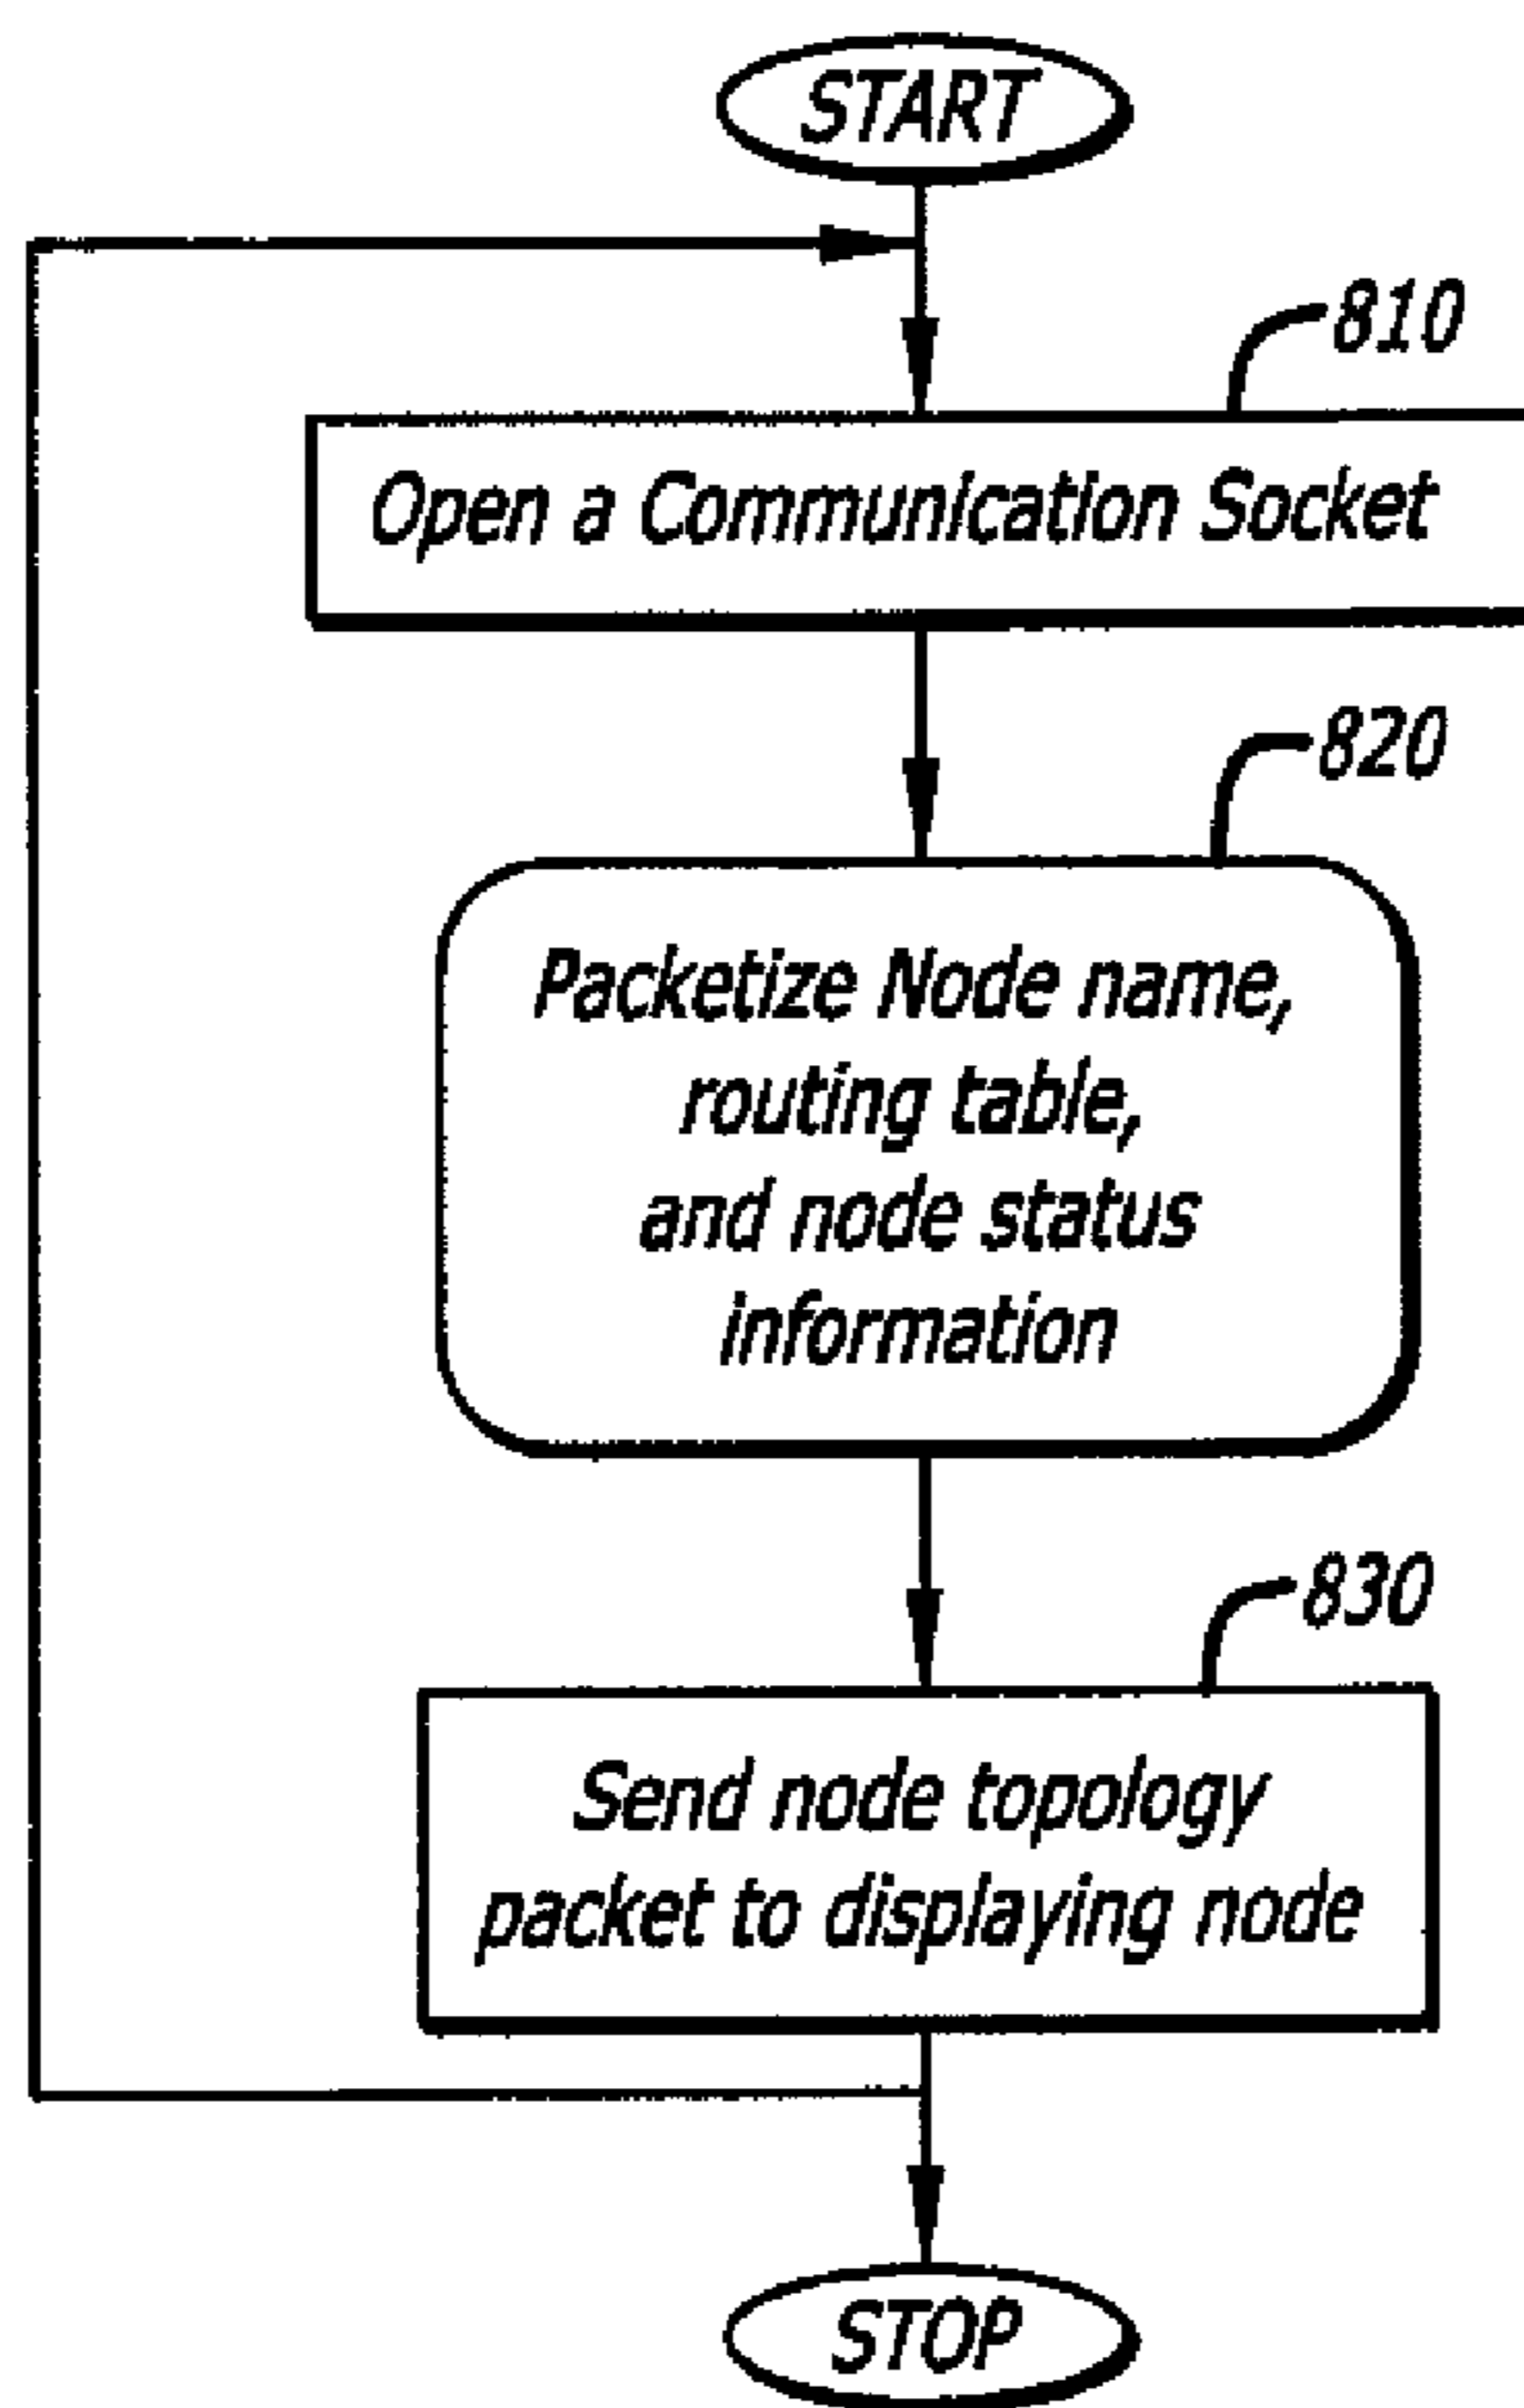 START
810
Open a Communication Socket
820
Packetize Node name,
routing table,
and node status
information
830
Send node topology
packet to displaying node
STOP